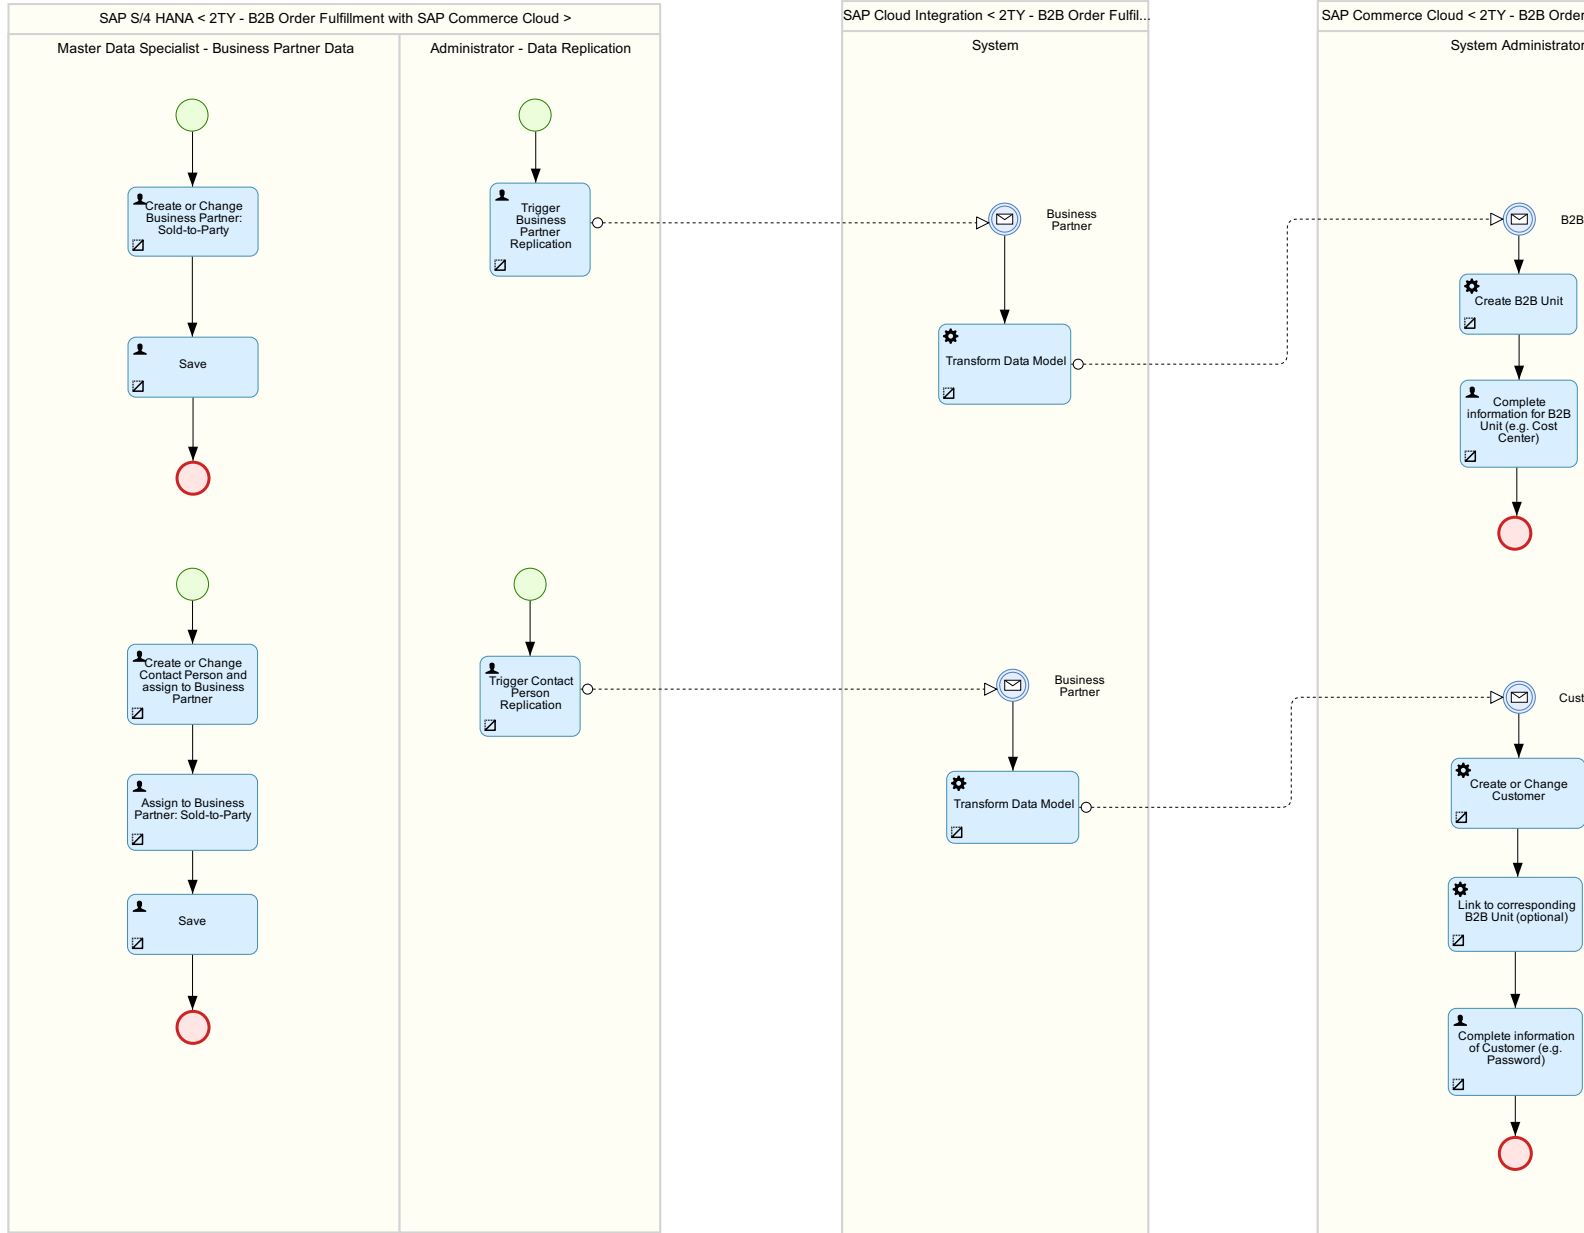 SAP S/4 HANA < 2TY - B2B Order Fulfillment with SAP Commerce Cloud >
Master Data Specialist - Business Partner Data
Administrator - Data Replication
SAP Cloud Integration < 2TY - B2B Order Fulfil...
System
SAP Commerce Cloud < 2TY - B2B Order
System Administrator
Create or Change
Business Partner:
Sold-to-Party
Save
Trigger
Business
Partner
Replication
Business
Partner
Transform Data Model
B2B
Create B2B Unit
Complete
information for B2B
Unit (e.g. Cost
Center)
Create or Change
Contact Person and
assign to Business
Partner
Assign to Business
Partner: Sold-to-Party
Save
Trigger Contact
Person
Replication
Business
Partner
Transform Data Model
Cust
Create or Change
Customer
Link to corresponding
B2B Unit (optional)
Complete information
of Customer (e.g.
Password)